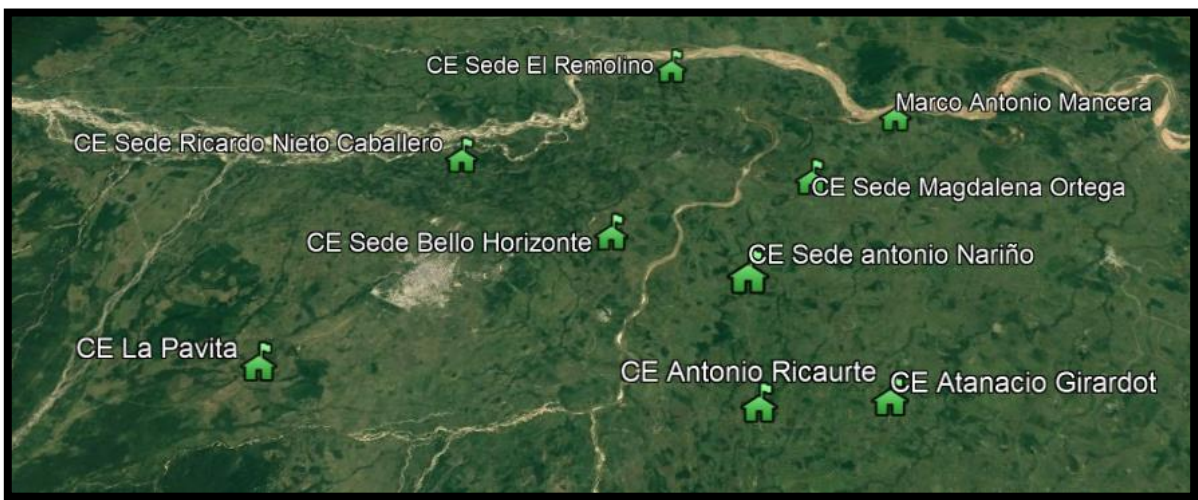 CE Sede El Remolino
Marco Antonio Mancera
CE Sede Ricardo Nieto Caballero
CE Sede Magdalena Ortega
CE Sede Bello Horizonte
CE Sede antonio Nariño
CE La Pavita
CE Antonio Ricaurte
CE Atanacio Girardot